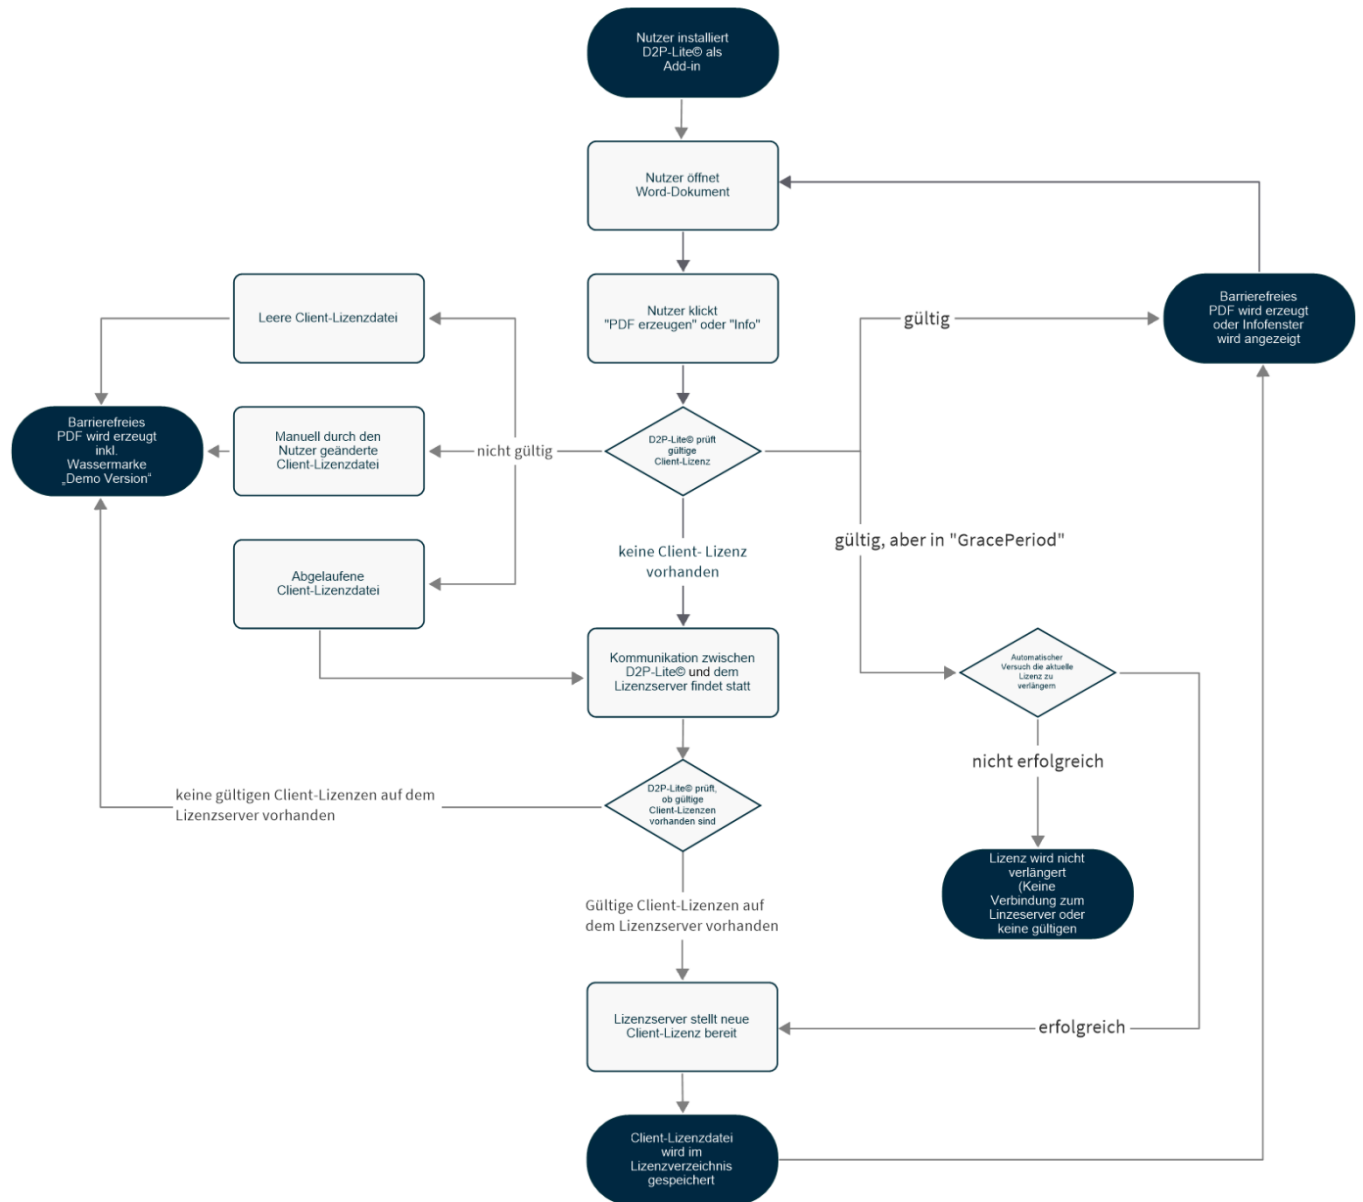 Nutzer installiert
D2P-Lite© als
Add-in
Nutzer öffnet
Word-Dokument
Nutzer klickt
"PDF erzeugen" oder "Info"
Leere Client-Lizenzdatei
gültig
Barrierefreies
PDF wird erzeugt
oder Infofenster
wird angezeigt
Barrierefreies
PDF wird erzeugt
inkl.
Wassermarke
„Demo Version“
Manuell durch den
Nutzer geänderte
Client-Lizenzdatei
nicht gültig
D2P-Lite© prüft
gültige
Client-Lizenz
gültig, aber in "GracePeriod"
keine Client- Lizenz
vorhanden
Abgelaufene
Client-Lizenzdatei
Kommunikation zwischen
D2P-Lite© und dem
Lizenzserver findet statt
Automatischer
Versuch die aktuelle
Lizenz zu
verlängern
nicht erfolgreich
keine gültigen Client-Lizenzen auf dem
Lizenzserver vorhanden
D2P-Lite© prüft,
ob gültige
Client-Lizenzen
vorhanden sind
Lizenz wird nicht
verlängert
(Keine
Verbindung zum
Linzeserver oder
keine gültigen
Gültige Client-Lizenzen auf
dem Lizenzserver vorhanden
Lizenzserver stellt neue
Client-Lizenz bereit
erfolgreich
Client-Lizenzdatei
wird im
Lizenzverzeichnis
gespeichert